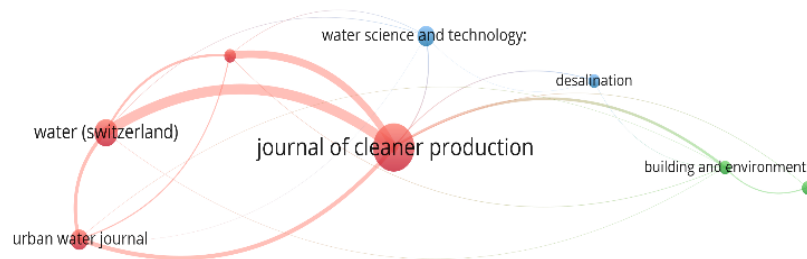 water science and technology:
desalination
water (switzerland)
journal of cleaner production
building and environment
urban water journal